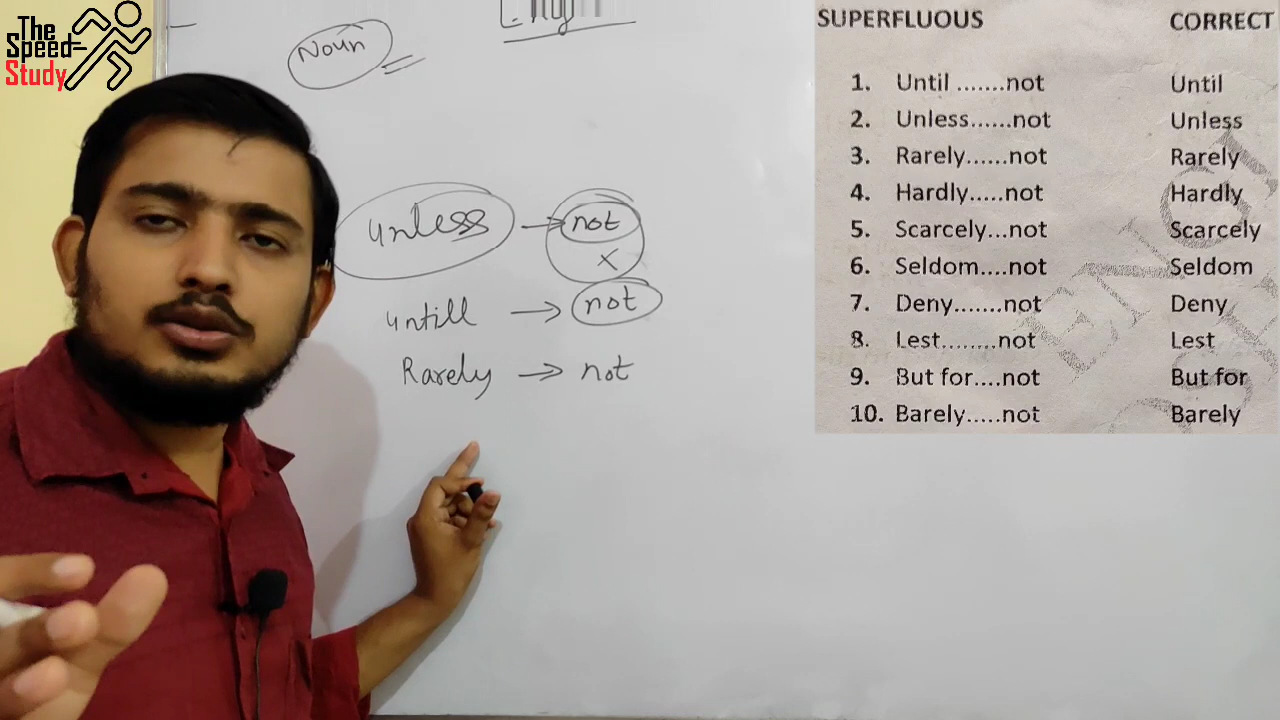 The
Speed
Study
Noun
unless → not
x
untill → not
Rarely → not
SUPERFLUOUS CORRECT
1. Until .......not Until
2. Unless......not Unless
3. Rarely......not Rarely
4. Hardly.....not Hardly
5. Scarcely...not Scarcely
6. Seldom....not Seldom
7. Deny.......not Deny
8. Lest........not Lest
9. But for....not But for
10. Barely.....not Barely